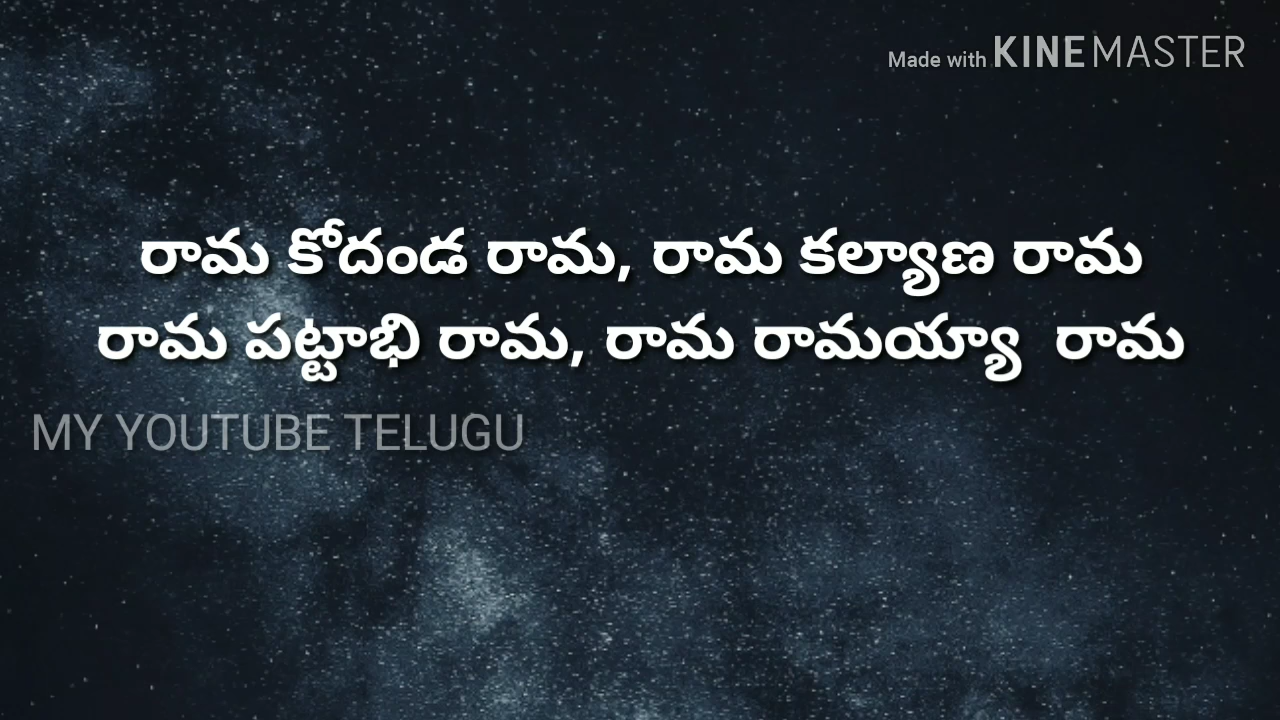 Made with KINEMASTER
రామ కోదండ రామ, రామ కల్యాణ రామ
రామ పట్టాభి రామ, రామ రామయ్యా  రామ
MY YOUTUBE TELUGU